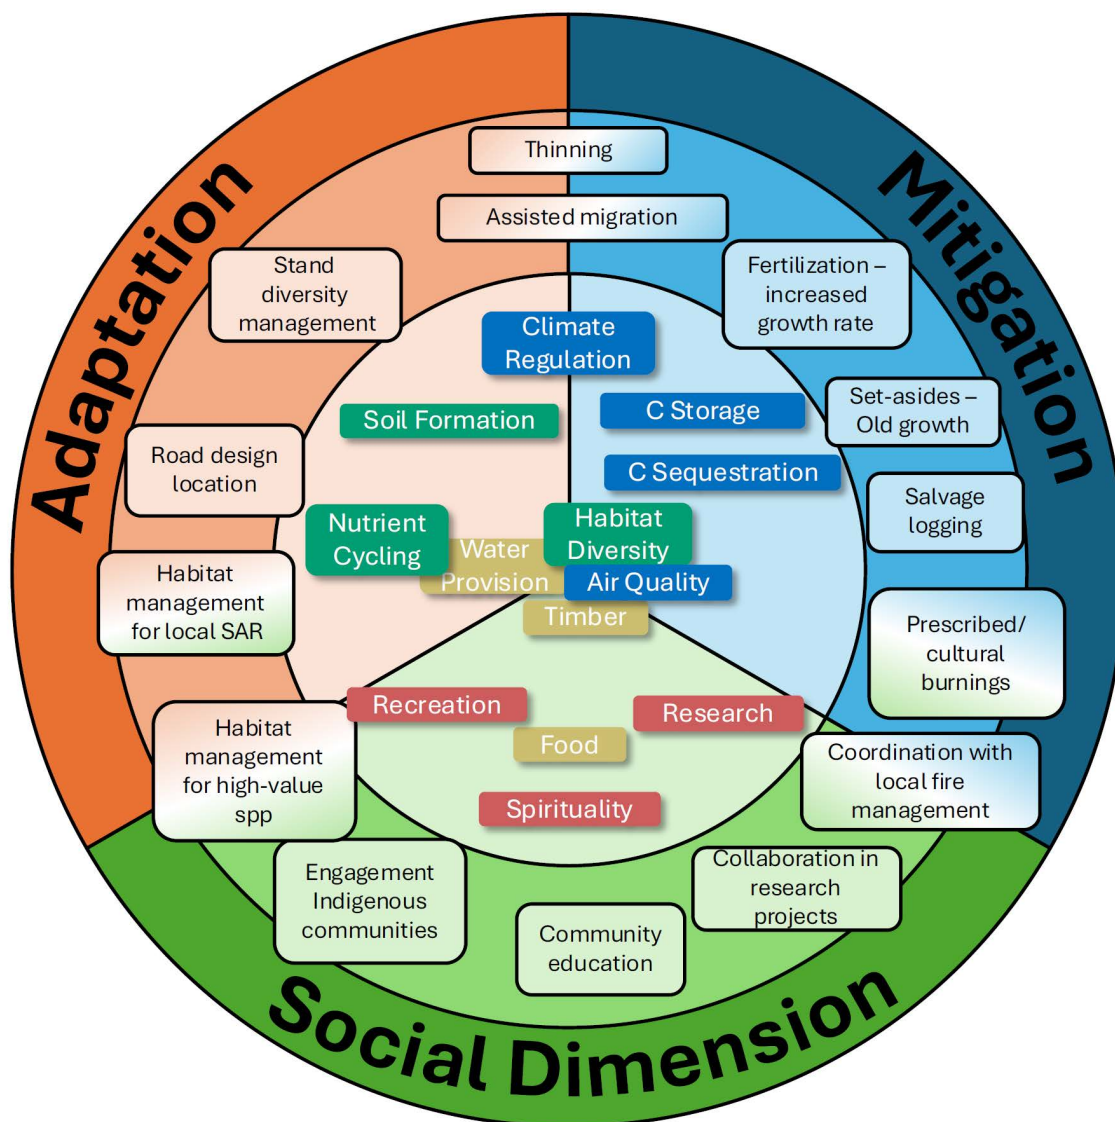 Adaptation
Mitigation
Social Dimension
Thinning
Assisted migration
Stand
diversity
management
Fertilization –
increased
growth rate
Road design
location
Set-asides –
Old growth
Salvage
logging
Habitat
management
for local SAR
Prescribed/
cultural
burnings
Habitat
management
for high-value
spp
Coordination with
local fire
management
Engagement
Indigenous
communities
Community
education
Collaboration in
research
projects
Climate
Regulation
Soil Formation
C Storage
C Sequestration
Nutrient
Cycling
Water
Provision
Habitat
Diversity
Air Quality
Timber
Recreation
Research
Food
Spirituality